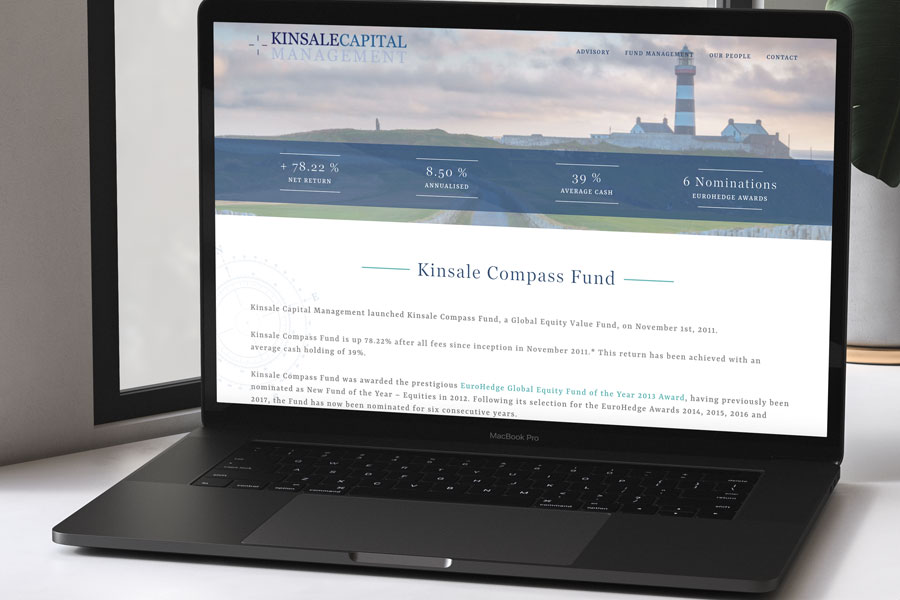 KINSALECAPITAL
MANAGEMENT
ADVISORY FUND MANAGEMENT OUR PEOPLE CONTACT
+ 78.22 %
NET RETURN
8.50 %
ANNUALISED
39 %
AVERAGE CASH
6 Nominations
EUROHEDGE AWARDS
Kinsale Compass Fund
Kinsale Capital Management launched Kinsale Compass Fund, a Global Equity Value Fund, on November 1st, 2011.
Kinsale Compass Fund is up 78.22% after all fees since inception in November 2011.* This return has been achieved with an
average cash holding of 39%.
Kinsale Compass Fund was awarded the prestigious EuroHedge Global Equity Fund of the Year 2013 Award, having previously been
nominated as New Fund of the Year – Equities in 2012. Following its selection for the EuroHedge Awards 2014, 2015, 2016 and
2017, the Fund has now been nominated for six consecutive years.
MacBook Pro